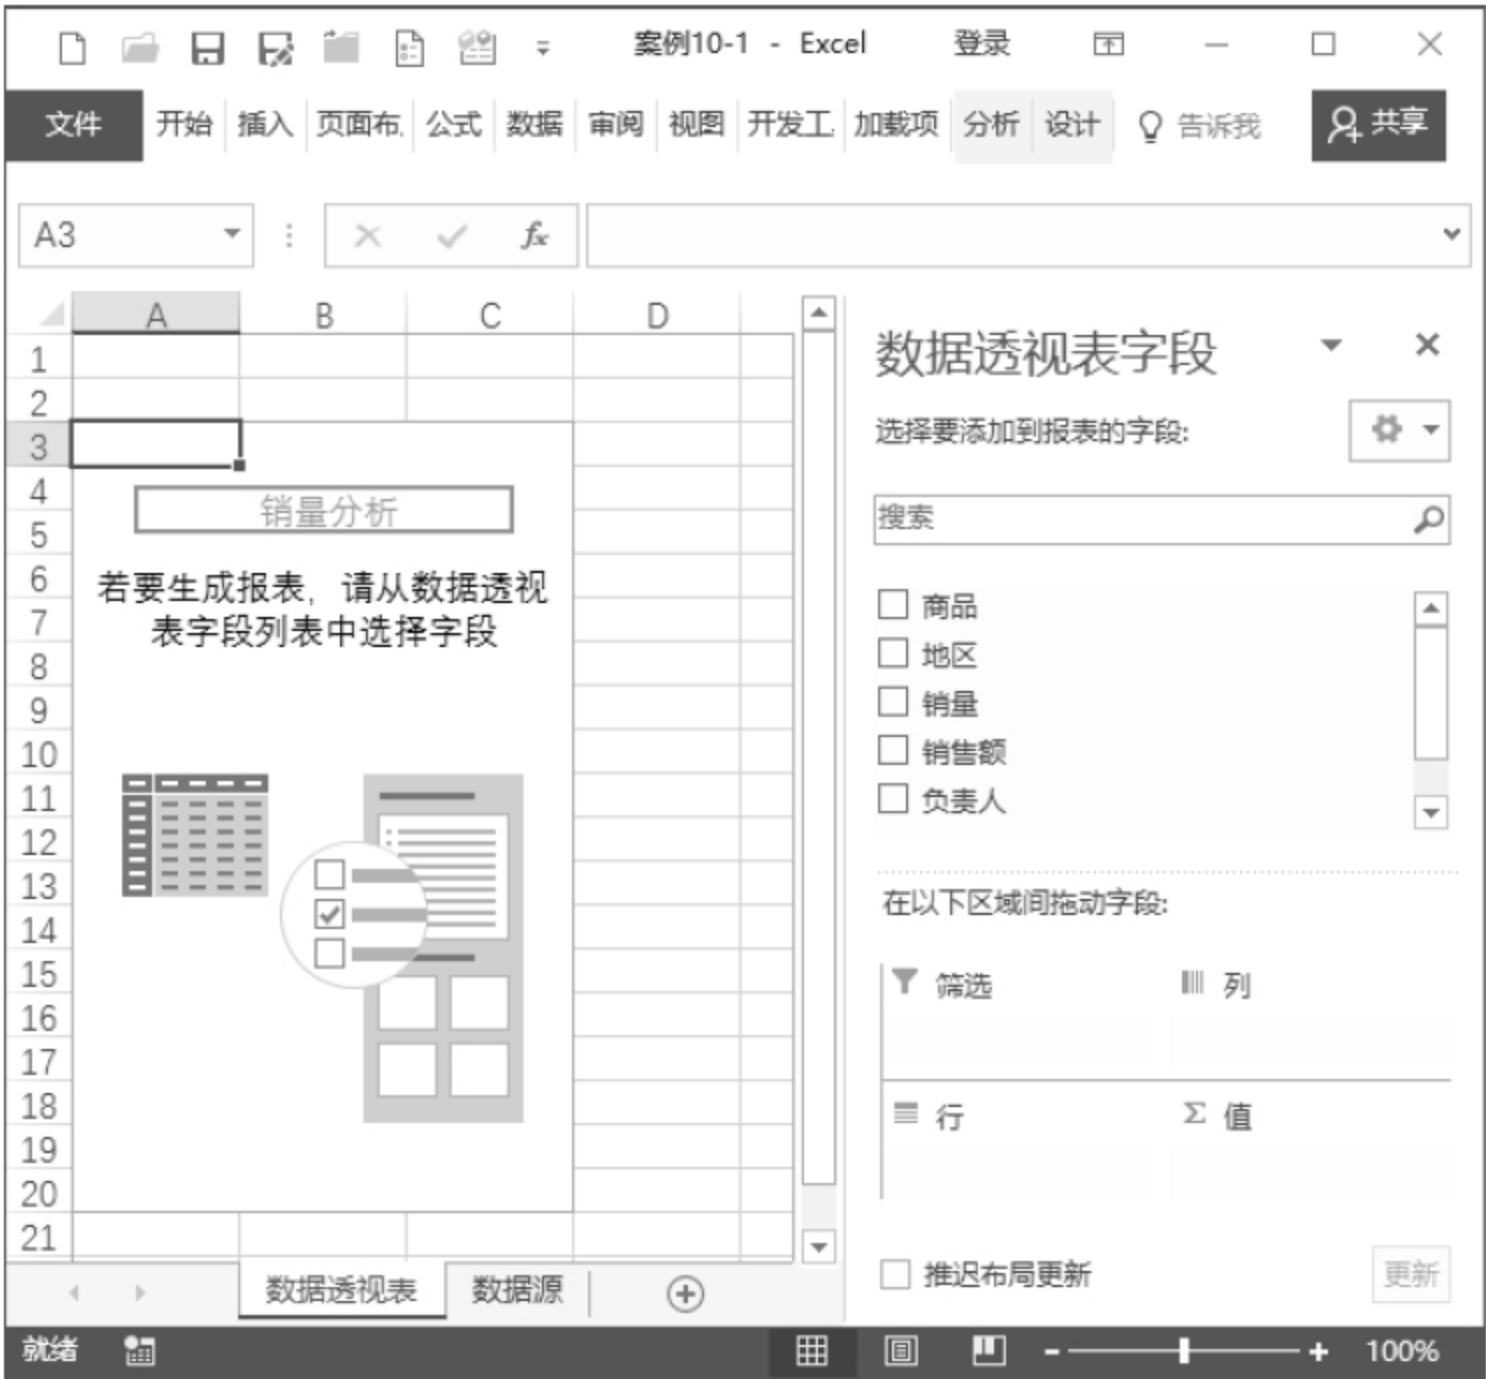 案例10-1 - Excel 登录
文件 开始 插入 页面布 公式 数据 审阅 视图 开发工 加载项 分析 设计 告诉我 共享
A3 fx
A B C D
1
2
3
4
5
6
7
8
9
10
11
12
13
14
15
16
17
18
19
20
21
销量分析
若要生成报表，请从数据透视
表字段列表中选择字段
数据透视表字段
选择要添加到报表的字段:
搜索
商品
地区
销量
销售额
负责人
在以下区域间拖动字段:
筛选 列
行 Σ 值
推迟布局更新 更新
数据透视表 数据源
就绪 100%